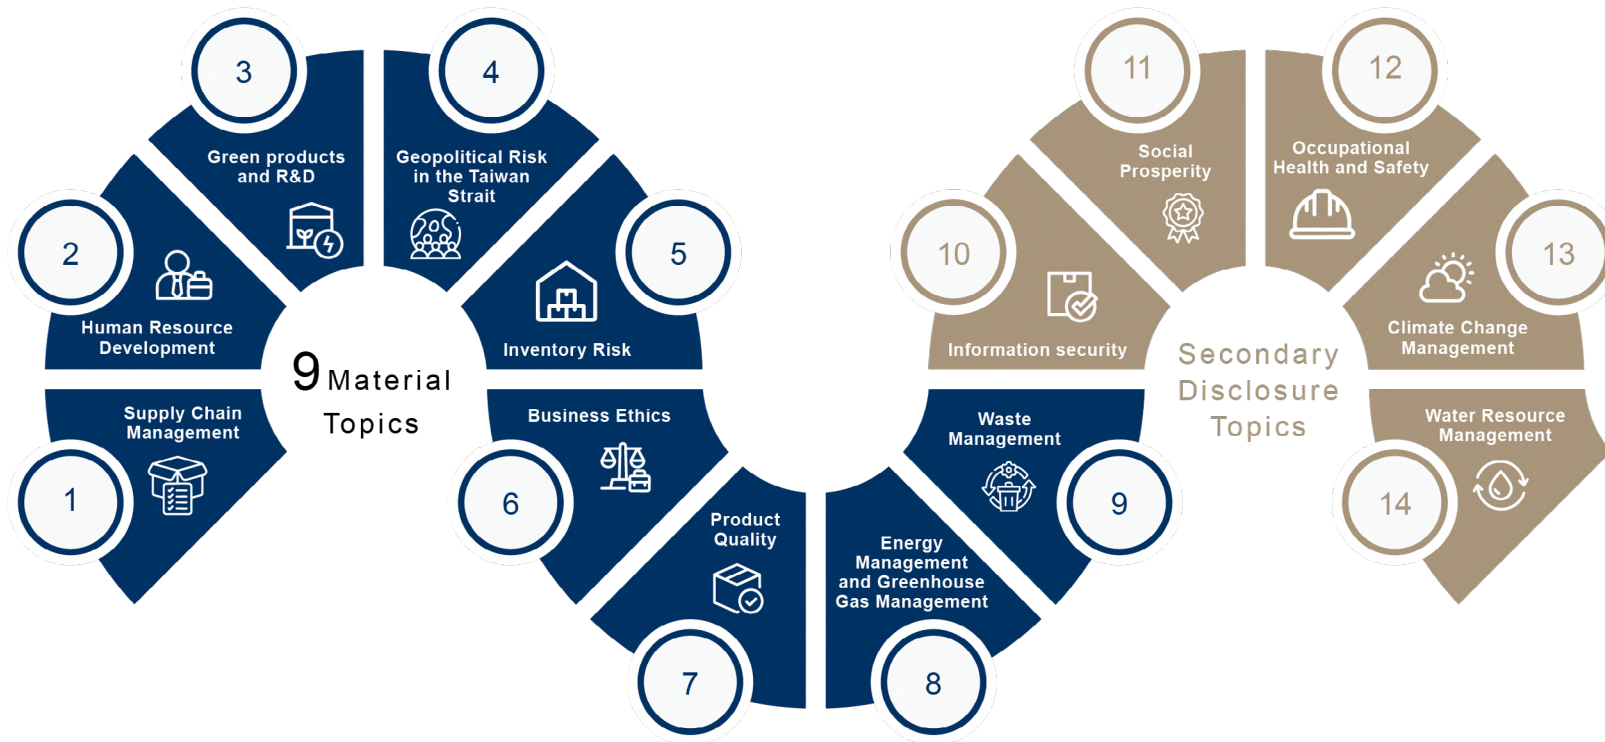 1
Supply Chain
Management
2
Human Resource
Development
3
Green products
and R&D
4
Geopolitical Risk
in the Taiwan
Strait
5
Inventory Risk
9 Material
Topics
6
Business Ethics
7
Product
Quality
8
Energy
Management
and Greenhouse
Gas Management
9
Waste
Management
10
Information security
11
Social
Prosperity
12
Occupational
Health and Safety
13
Climate Change
Management
14
Water Resource
Management
Secondary
Disclosure
Topics